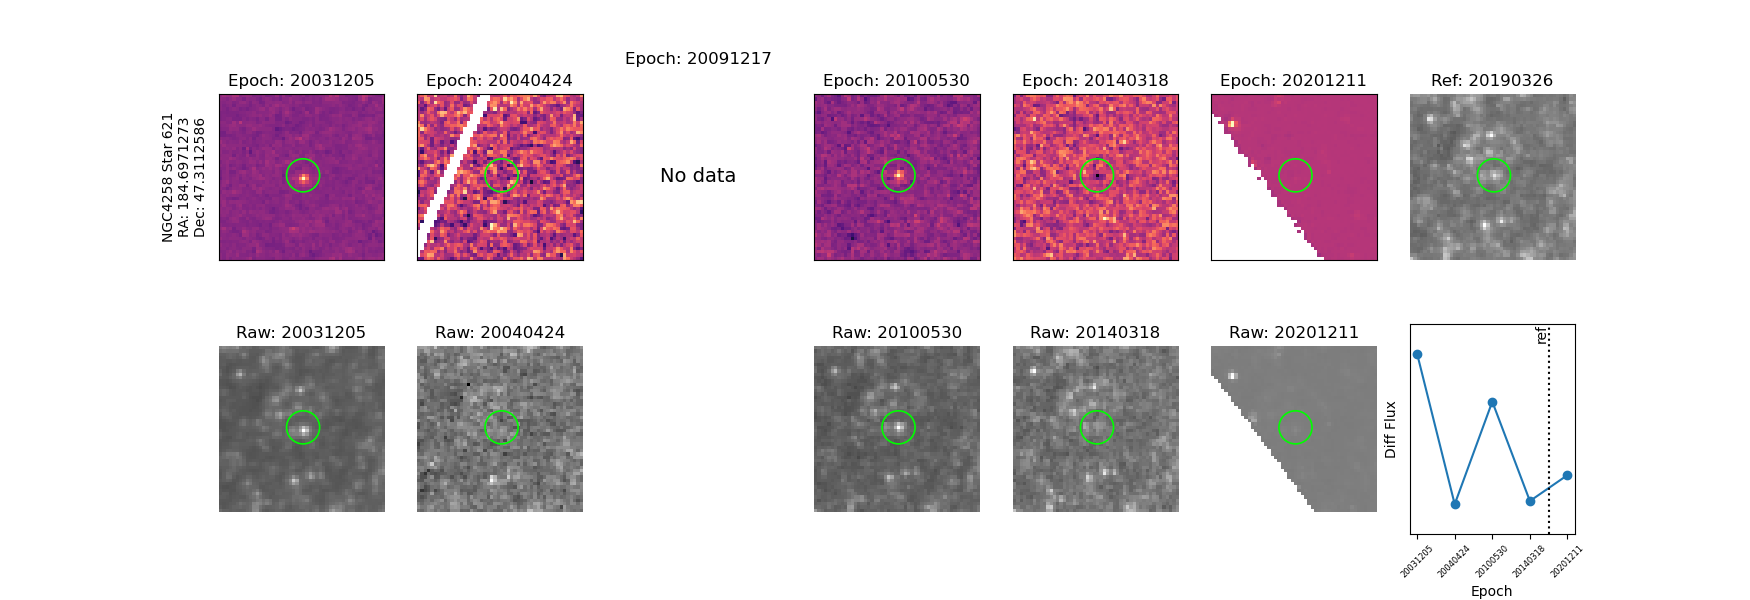 Epoch: 20091217
Epoch: 20031205
Epoch: 20040424
Epoch: 20100530
Epoch: 20140318
Epoch: 20201211
Ref: 20190326
NGC4258 Star 621
RA: 184.6971273
Dec: 47.3112586
No data
Raw: 20031205
Raw: 20040424
Raw: 20100530
Raw: 20140318
Raw: 20201211
ref
Diff Flux
20031205
20040424
20100530
20140318
20201211
Epoch